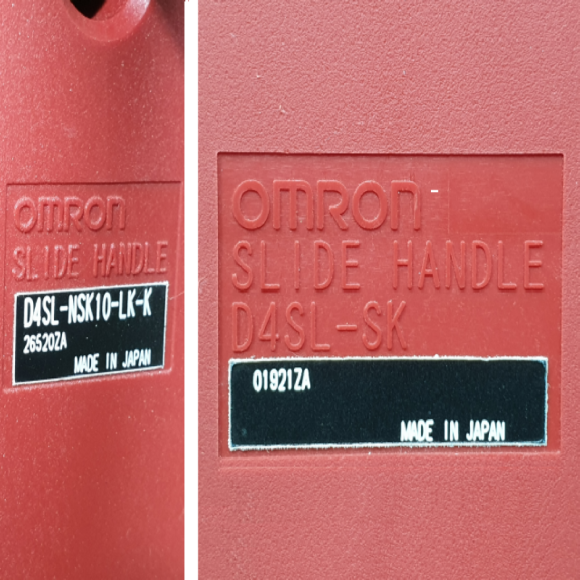 OMRON
SLIDE HANDLE
D4SL-NSK10-LK-K
26520ZA
MADE IN JAPAN
OMRON
SLIDE HANDLE
D4SL-SK
01921ZA
MADE IN JAPAN